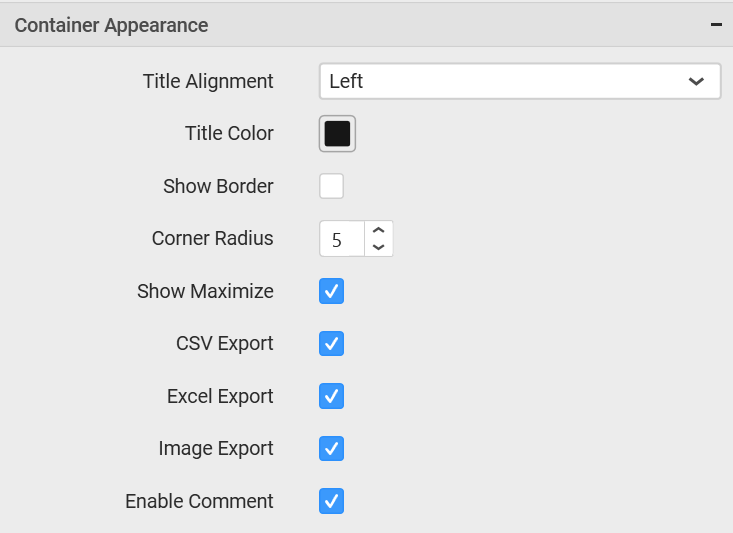 Container Appearance
Title Alignment Left
Title Color
Show Border
Corner Radius 5
Show Maximize
CSV Export
Excel Export
Image Export
Enable Comment